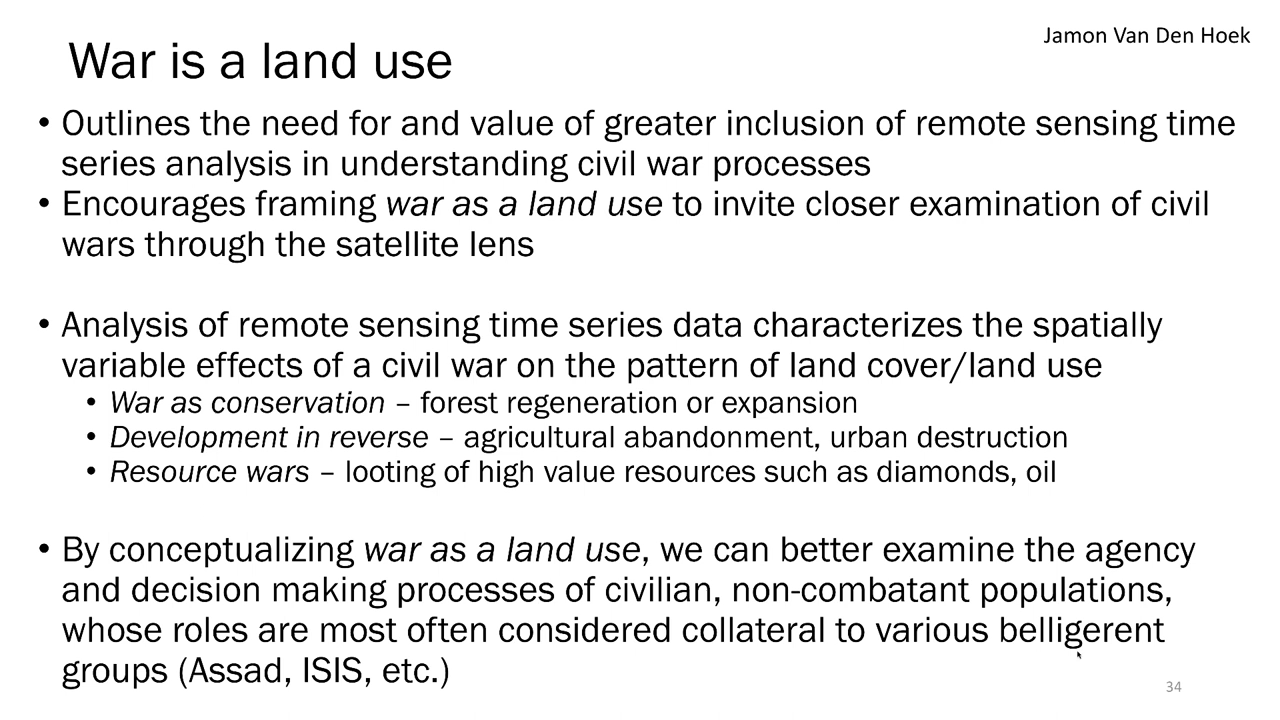 Jamon Van Den Hoek
War is a land use
• Outlines the need for and value of greater inclusion of remote sensing time
series analysis in understanding civil war processes
• Encourages framing war as a land use to invite closer examination of civil
wars through the satellite lens
• Analysis of remote sensing time series data characterizes the spatially
variable effects of a civil war on the pattern of land cover/land use
• War as conservation – forest regeneration or expansion
• Development in reverse – agricultural abandonment, urban destruction
• Resource wars – looting of high value resources such as diamonds, oil
• By conceptualizing war as a land use, we can better examine the agency
and decision making processes of civilian, non-combatant populations,
whose roles are most often considered collateral to various belligerent
groups (Assad, ISIS, etc.)
34